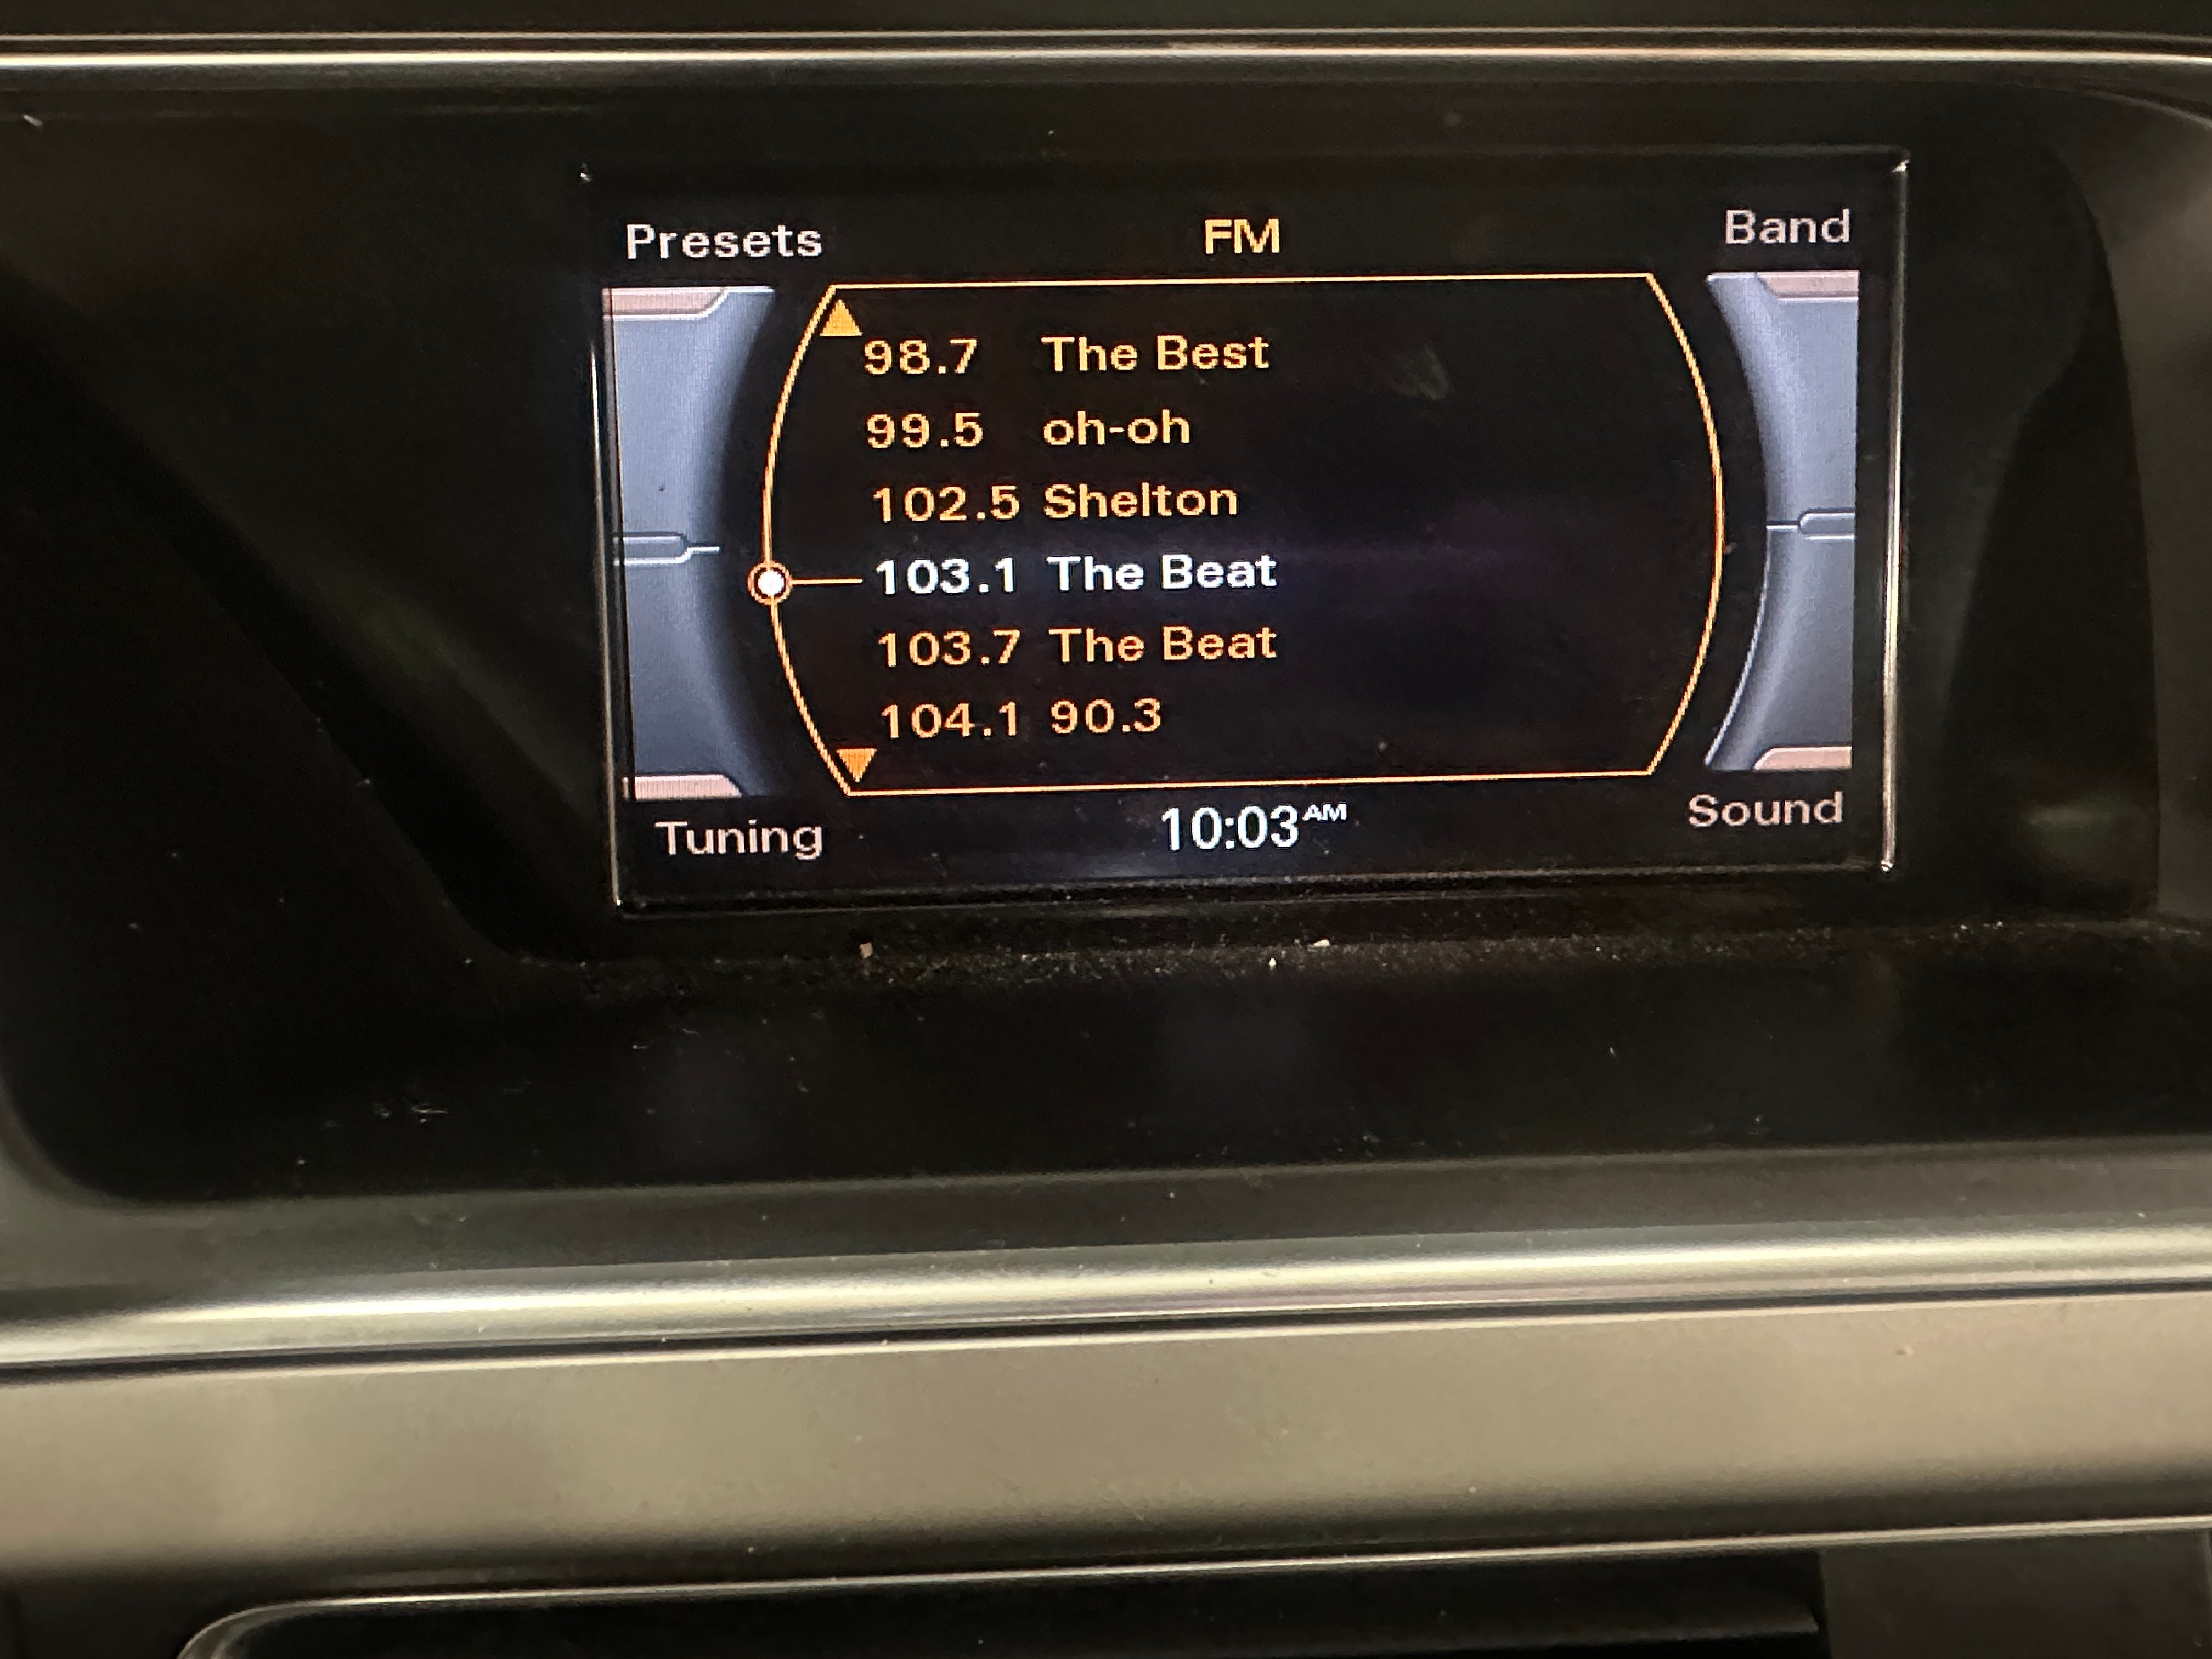 Presets FM Band
98.7 The Best
99.5 oh-oh
102.5 Shelton
103.1 The Beat
103.7 The Beat
104.1 90.3
Tuning 10:03 AM Sound